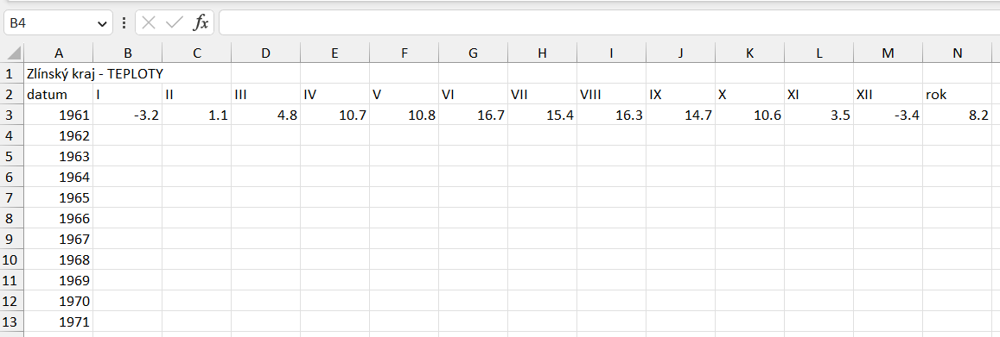 B4 fx
A B C D E F G H I J K L M N
1 Zlínský kraj - TEPLOTY
2 datum I II III IV V VI VII VIII IX X XI XII rok
3 1961 -3.2 1.1 4.8 10.7 10.8 16.7 15.4 16.3 14.7 10.6 3.5 -3.4 8.2
4 1962
5 1963
6 1964
7 1965
8 1966
9 1967
10 1968
11 1969
12 1970
13 1971